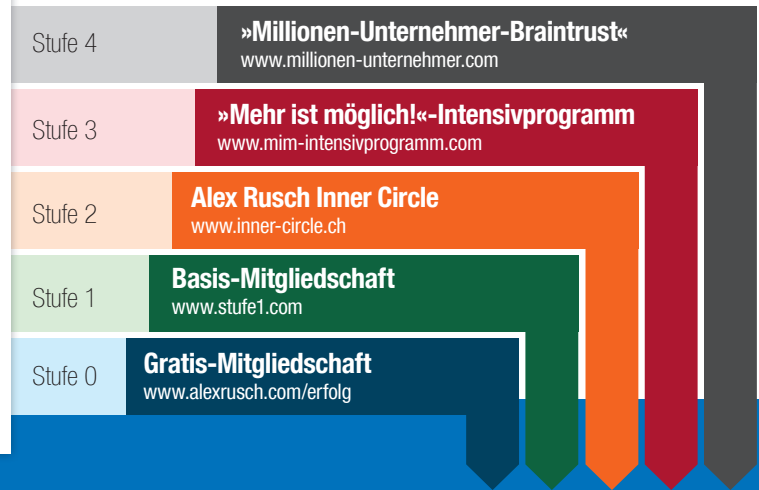 Stufe 4
»Millionen-Unternehmer-Braintrust«
www.millionen-unternehmer.com
Stufe 3
»Mehr ist möglich!«-Intensivprogramm
www.mim-intensivprogramm.com
Stufe 2
Alex Rusch Inner Circle
www.inner-circle.ch
Stufe 1
Basis-Mitgliedschaft
www.stufe1.com
Stufe 0
Gratis-Mitgliedschaft
www.alexrusch.com/erfolg